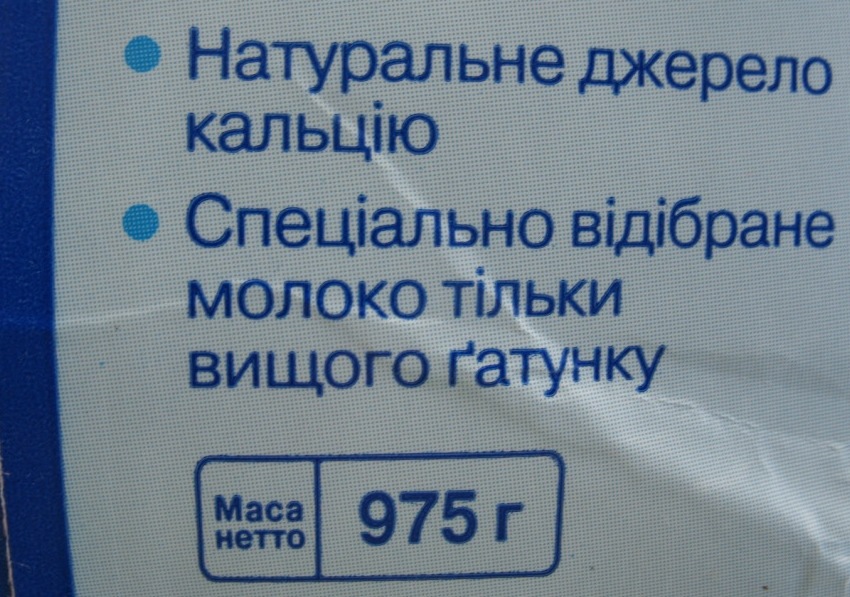 Натуральне джерело
кальцію
Спеціально відібране
молоко тільки
вищого ґатунку
Маса
нетто
975 г